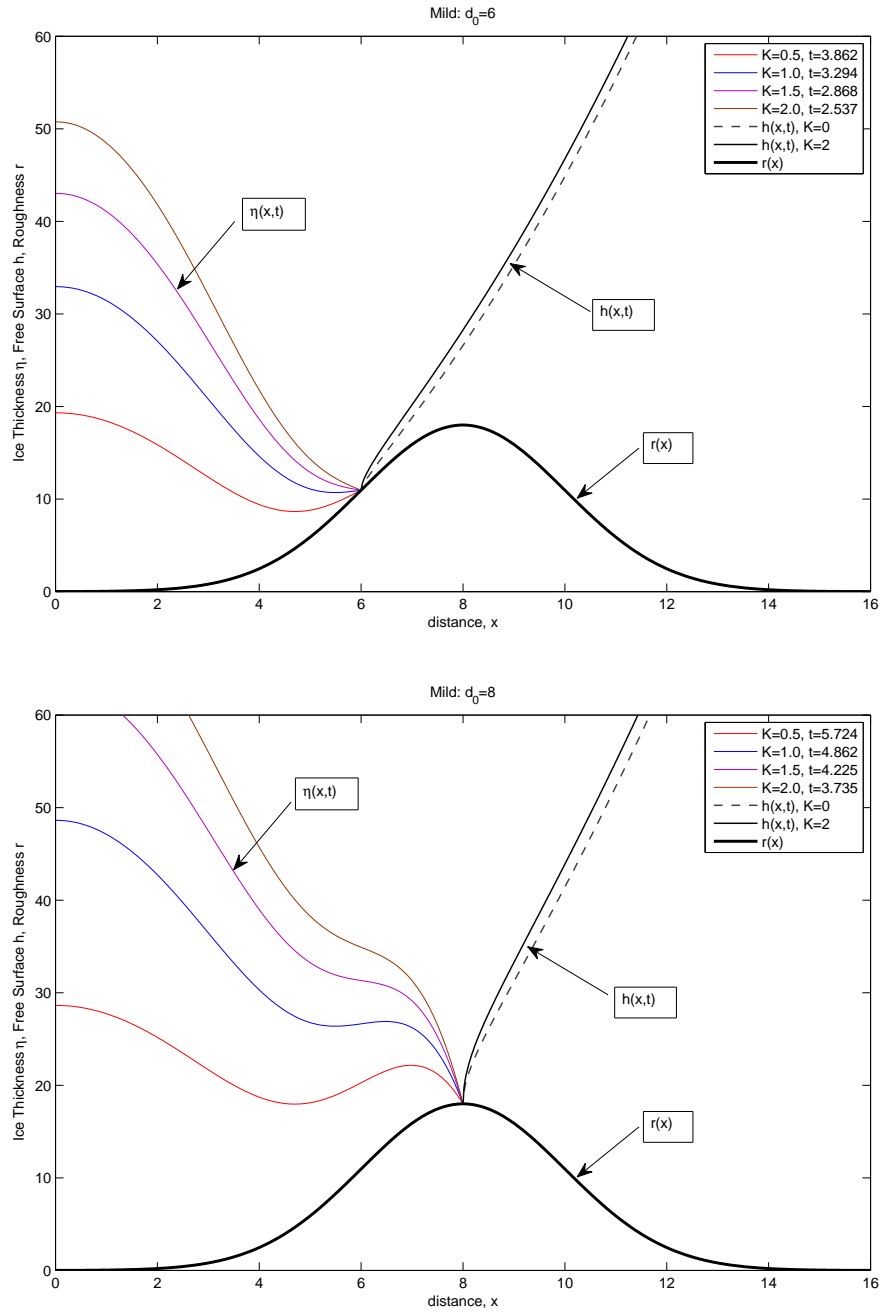 Mild: d0=6
60
50
40
30
20
10
0
Ice Thickness η, Free Surface h, Roughness r
K=0.5, t=3.862
K=1.0, t=3.294
K=1.5, t=2.868
K=2.0, t=2.537
h(x,t), K=0
h(x,t), K=2
r(x)
η(x,t)
h(x,t)
r(x)
0 2 4 6 8 10 12 14 16
distance, x
Mild: d0=8
60
50
40
30
20
10
0
Ice Thickness η, Free Surface h, Roughness r
K=0.5, t=5.724
K=1.0, t=4.862
K=1.5, t=4.225
K=2.0, t=3.735
h(x,t), K=0
h(x,t), K=2
r(x)
η(x,t)
h(x,t)
r(x)
0 2 4 6 8 10 12 14 16
distance, x